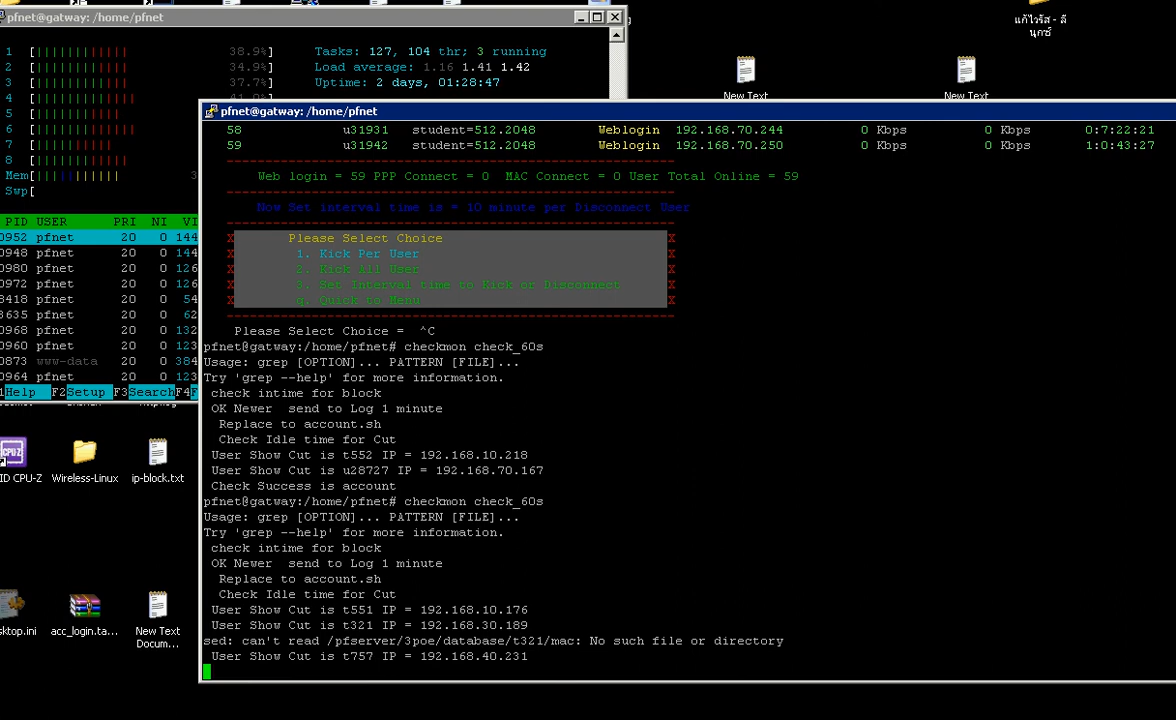 pfnet@gatway: /home/pfnet
1 [ 38.9%] Tasks: 127, 104 thr; 3 running
2 [ 34.9%] Load average: 1.16 1.41 1.42
3 [ 37.7%] Uptime: 2 days, 01:28:47
4 [ 41.0%]
5 [
6 [
7 [
8 [
Mem[ 3
Swp[
PID USER PRI NI VI
0952 pfnet 20 0 144
0948 pfnet 20 0 144
0980 pfnet 20 0 126
0972 pfnet 20 0 126
8418 pfnet 20 0 54
3635 pfnet 20 0 62
0968 pfnet 20 0 132
0873 www-data 20 0 384
0964 pfnet 20 0 123
1Help F2Setup F3SearchF4F
แก้ไวรัส - ลี
นุกซ์
New Text
New Text
pfnet@gatway: /home/pfnet
58 u31931 student=512.2048 Weblogin 192.168.70.244 0 Kbps 0 Kbps 0:7:22:21
59 u31942 student=512.2048 Weblogin 192.168.70.250 0 Kbps 0 Kbps 1:0:43:27
Web login = 59 PPP Connect = 0 MAC Connect = 0 User Total Online = 59
Now Set interval time is = 10 minute per Disconnect User
X Please Select Choice X
X 1. Kick Per User X
X 2. Kick All User X
X 3. Set Interval time to Kick or Disconnect X
X q. Quick to Menu X
Please Select Choice = ^C
pfnet@gatway:/home/pfnet# checkmon check_60s
Usage: grep [OPTION]... PATTERN [FILE]...
Try 'grep --help' for more information.
check intime for block
OK Newer send to Log 1 minute
Replace to account.sh
Check Idle time for Cut
User Show Cut is t552 IP = 192.168.10.218
User Show Cut is u28727 IP = 192.168.70.167
Check Success is account
pfnet@gatway:/home/pfnet# checkmon check_60s
Usage: grep [OPTION]... PATTERN [FILE]...
Try 'grep --help' for more information.
check intime for block
OK Newer send to Log 1 minute
Replace to account.sh
Check Idle time for Cut
User Show Cut is t551 IP = 192.168.10.176
User Show Cut is t321 IP = 192.168.30.189
sed: can't read /pfserver/3poe/database/t321/mac: No such file or directory
User Show Cut is t757 IP = 192.168.40.231
CPUZ
ID CPU-Z
Wireless-Linux
ip-block.txt
sktop.ini
acc_login.ta...
New Text
Docum...